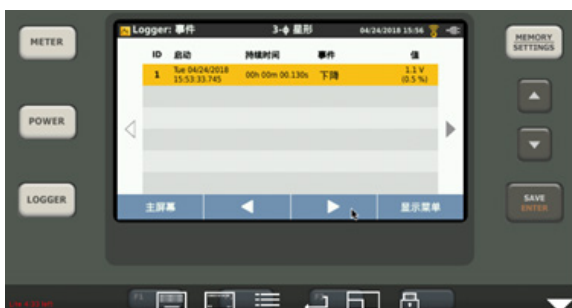 METER
POWER
LOGGER
Logger: 事件
3-ϕ 星形
04/24/2018 15:56
ID 启动 持续时间 事件 值
1 Tue 04/24/2018 15:53:33.745 00h 00m 00.130s 下降 1.1 V (0.5 %)
主屏幕 显示菜单
MEMORY
SETTINGS
SAVE
ENTER
F1